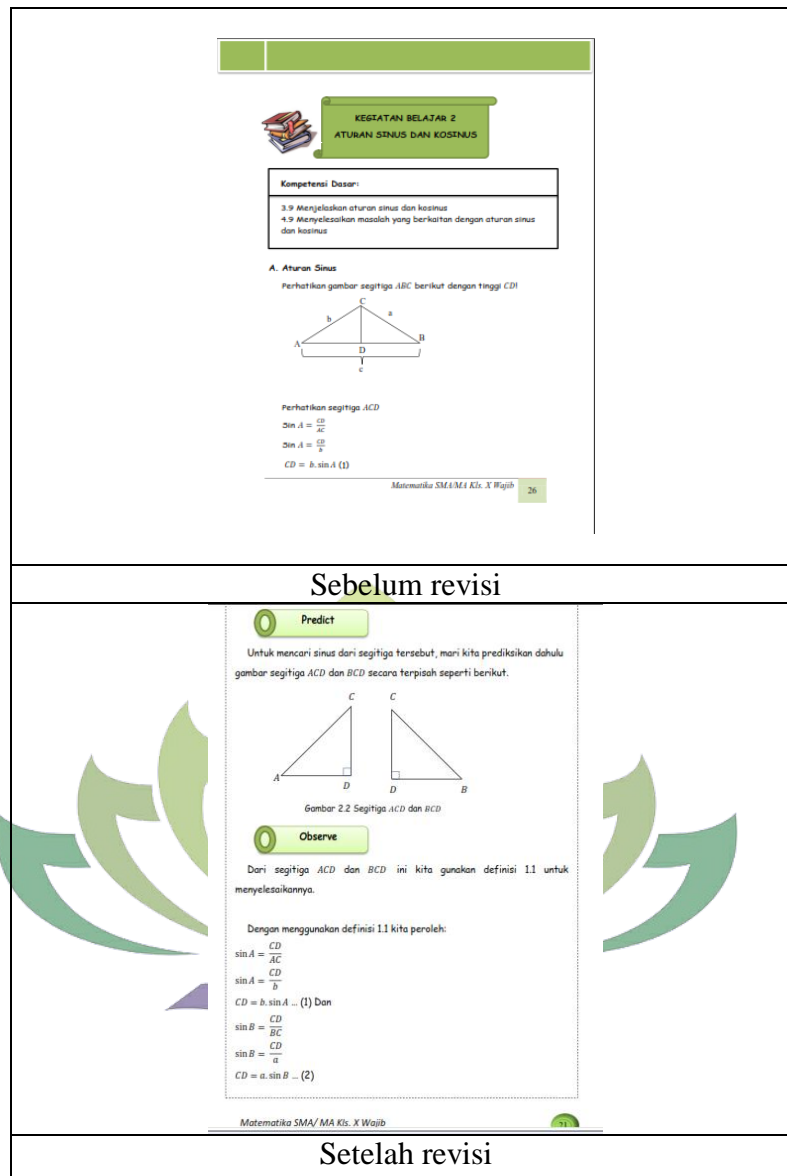 KEGIATAN BELAJAR 2
ATURAN SINUS DAN KOSINUS
Kompetensi Dasar:
3.9 Menjelaskan aturan sinus dan kosinus
4.9 Menyelesaikan masalah yang berkaitan dengan aturan sinus
dan kosinus
A. Aturan Sinus
Perhatikan gambar segitiga ABC berikut dengan tinggi CD!
C
b
a
A
B
D
c
Perhatikan segitiga ACD
Sin A = CD/AC
Sin A = CD/b
CD = b. sin A (1)
Matematika SMA/MA Kls. X Wajib 26
Sebelum revisi
Predict
Untuk mencari sinus dari segitiga tersebut, mari kita prediksikan dahulu
gambar segitiga ACD dan BCD secara terpisah seperti berikut.
C C
A D D B
Gambar 2.2 Segitiga ACD dan BCD
Observe
Dari segitiga ACD dan BCD ini kita gunakan definisi 1.1 untuk
menyelesaikannya.
Dengan menggunakan definisi 1.1 kita peroleh:
sin A = CD/AC
sin A = CD/b
CD = b. sin A ... (1) Dan
sin B = CD/BC
sin B = CD/a
CD = a. sin B ... (2)
Matematika SMA/ MA Kls. X Wajib 21
Setelah revisi